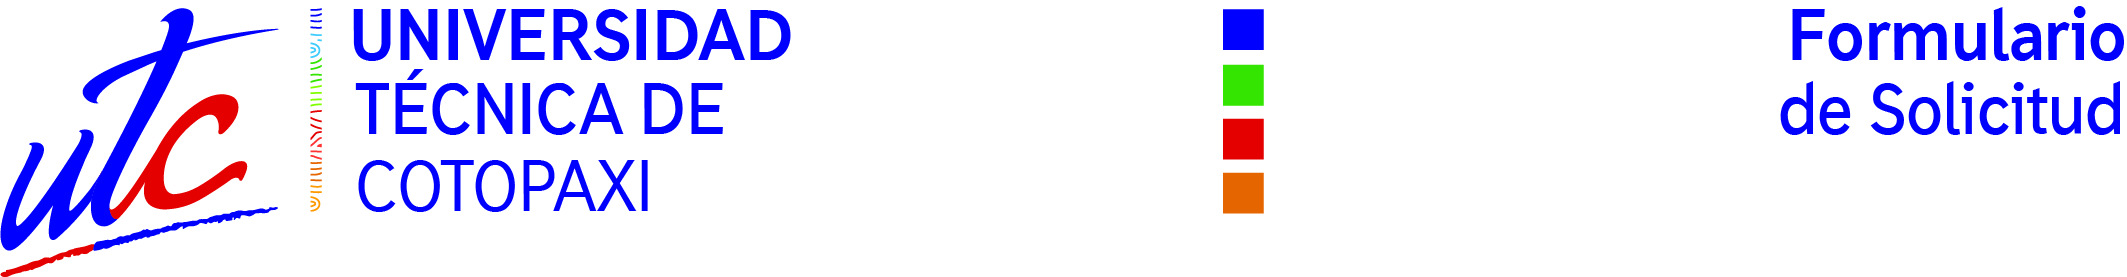 utc
UNIVERSIDAD
TÉCNICA DE
COTOPAXI
Formulario
de Solicitud